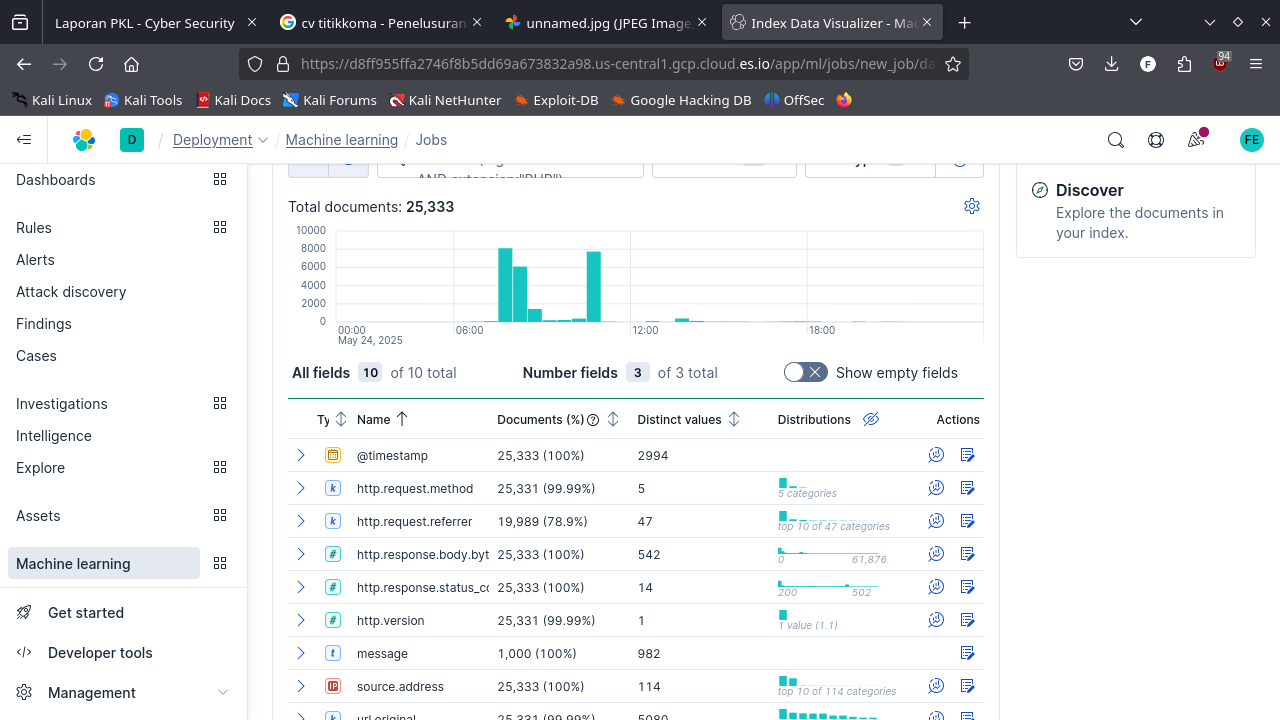 Laporan PKL - Cyber Security
cv titikkoma - Penelusuran
unnamed.jpg (JPEG Image,
Index Data Visualizer - Mac
https://d8ff955ffa2746f8b5dd69a673832a98.us-central1.gcp.cloud.es.io/app/ml/jobs/new_job/da
F
94
Kali Linux
Kali Tools
Kali Docs
Kali Forums
Kali NetHunter
Exploit-DB
Google Hacking DB
OffSec
D
/ Deployment / Machine learning / Jobs
FE
Dashboards
Rules
Alerts
Attack discovery
Findings
Cases
Investigations
Intelligence
Explore
Assets
Machine learning
Get started
Developer tools
Management
Total documents: 25,333
10000
8000
6000
4000
2000
0
00:00
May 24, 2025
06:00
12:00
18:00
All fields 10 of 10 total
Number fields 3 of 3 total
Show empty fields
Ty Name Documents (%) Distinct values Distributions Actions
@timestamp 25,333 (100%) 2994
http.request.method 25,331 (99.99%) 5
5 categories
http.request.referrer 19,989 (78.9%) 47
top 10 of 47 categories
http.response.body.byt 25,333 (100%) 542
0 61,876
http.response.status_cc 25,333 (100%) 14
200 502
http.version 25,331 (99.99%) 1
1 value (1.1)
message 1,000 (100%) 982
source.address 25,333 (100%) 114
top 10 of 114 categories
url.original 25,331 (99.99%) 5080
Discover
Explore the documents in
your index.